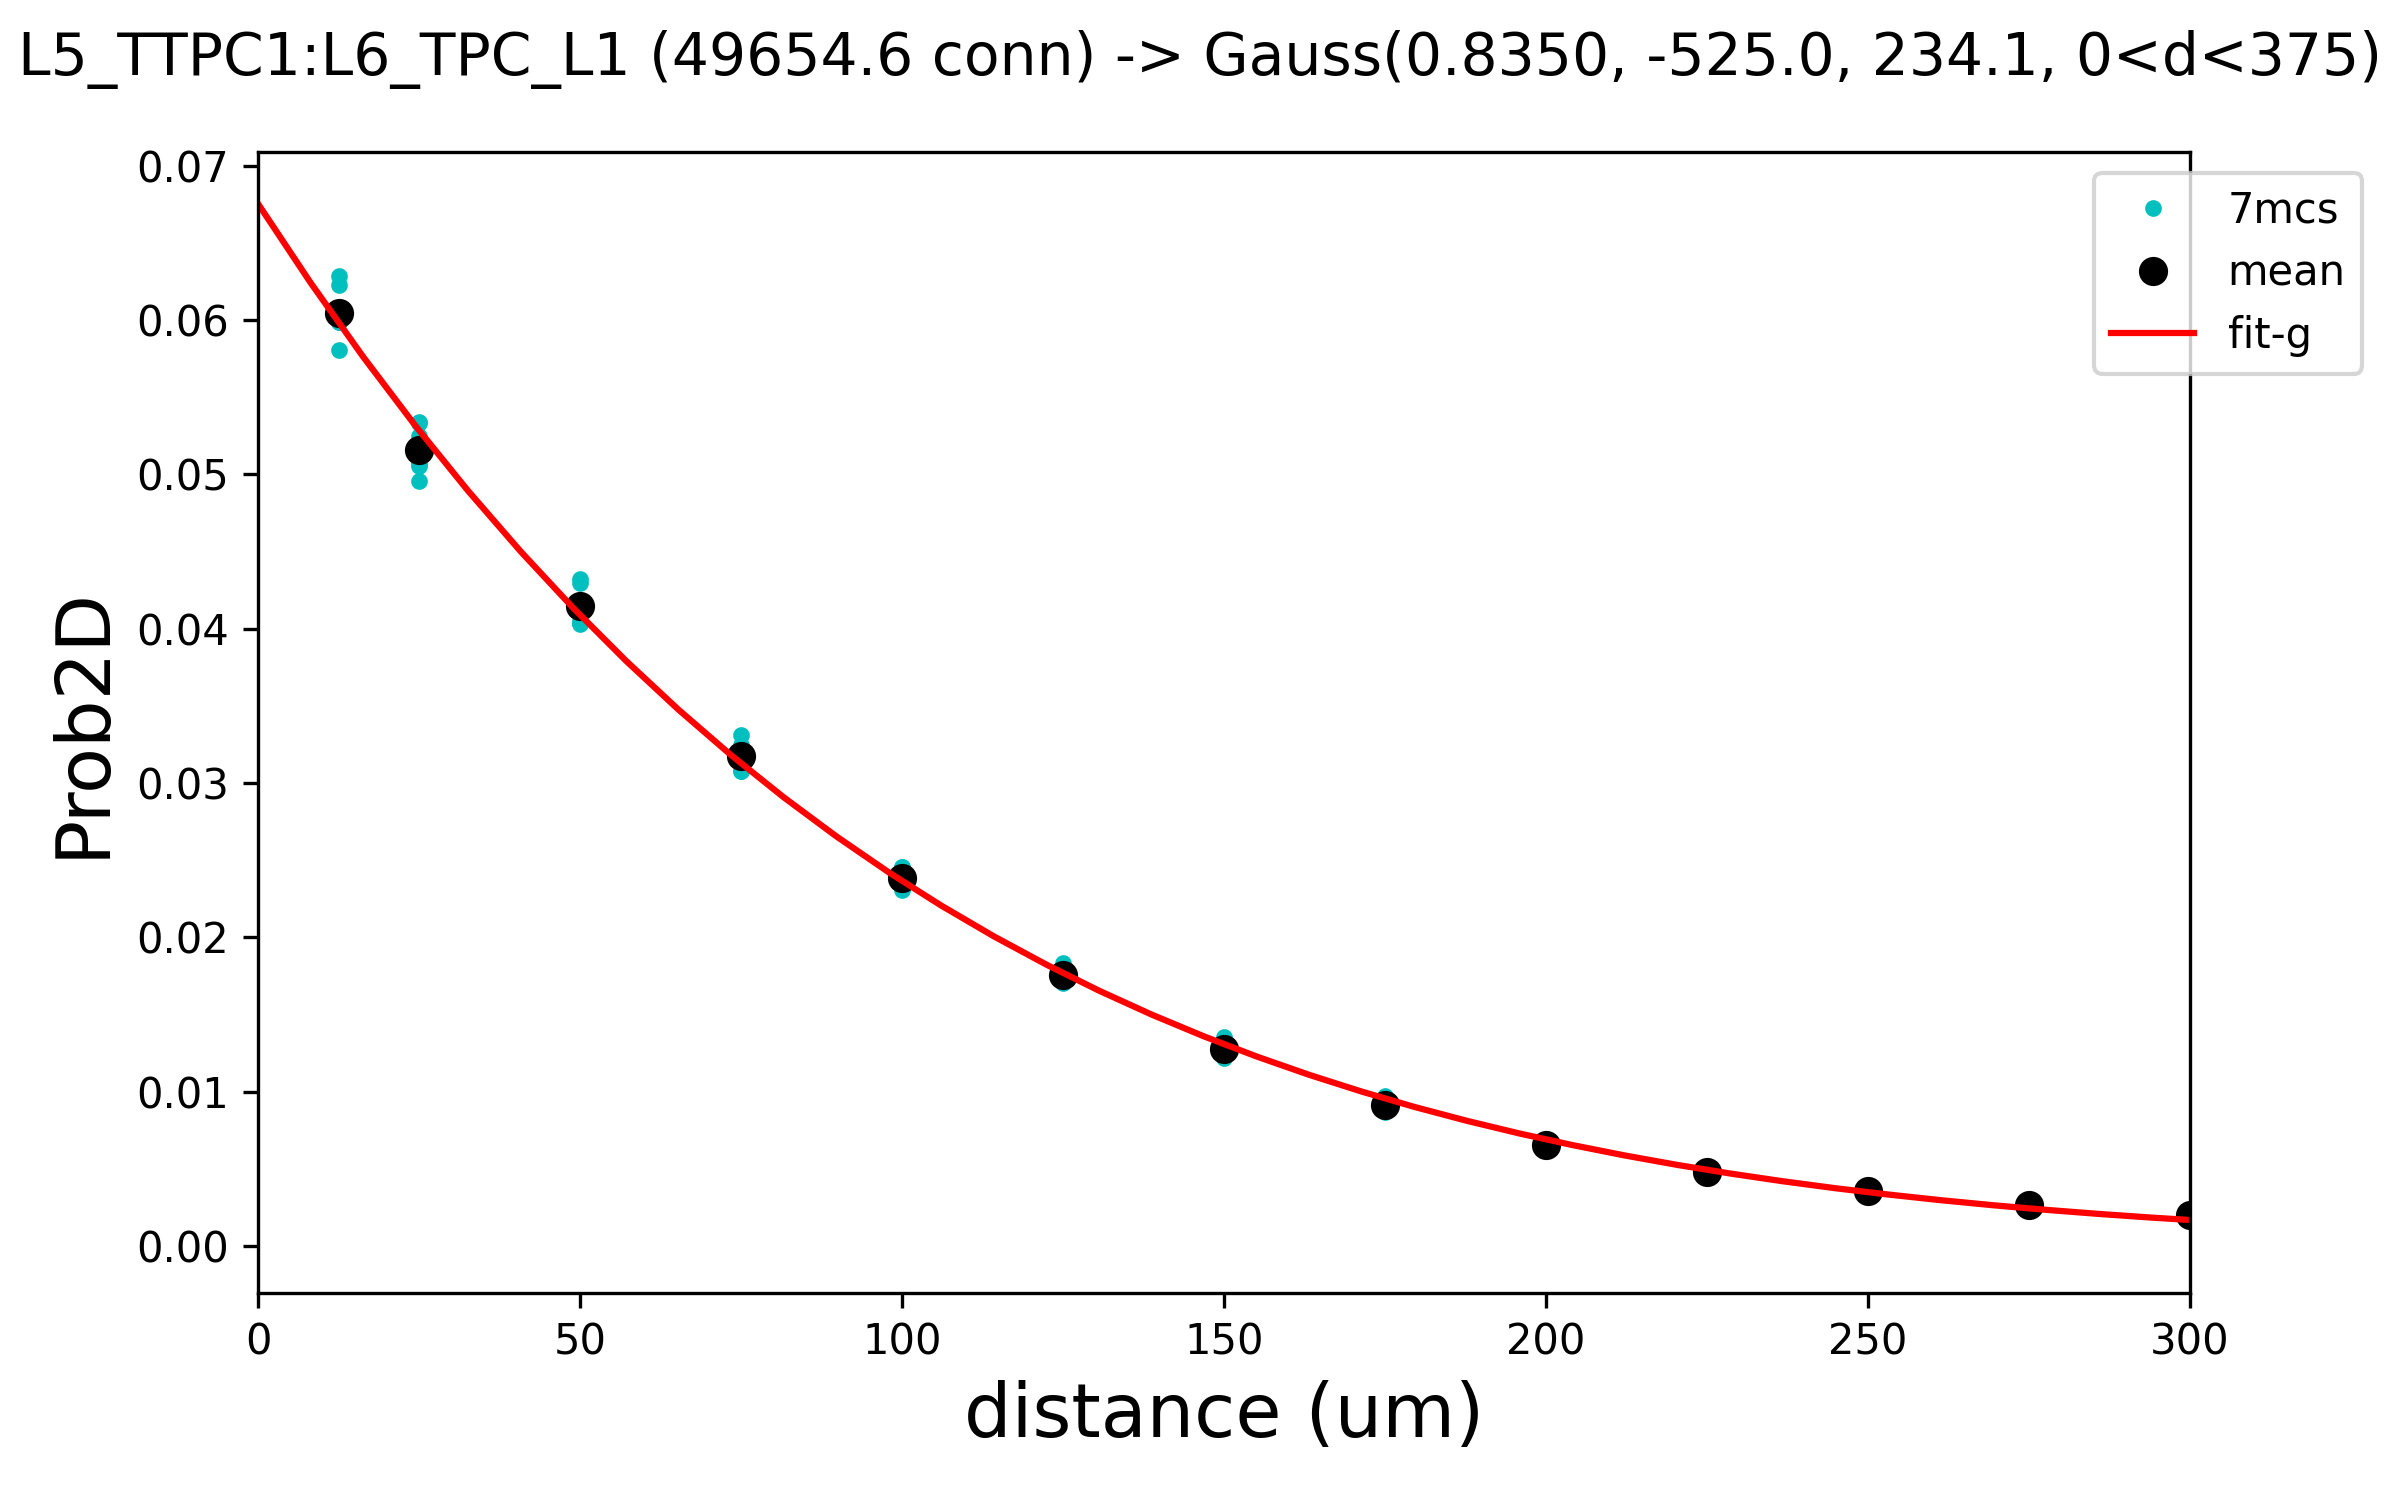 L5_TTPC1:L6_TPC_L1 (49654.6 conn) -> Gauss(0.8350, -525.0, 234.1, 0<d<375)
0.07
0.06
0.05
0.04
0.03
0.02
0.01
0.00
Prob2D
7mcs
mean
fit-g
0 50 100 150 200 250 300
distance (um)